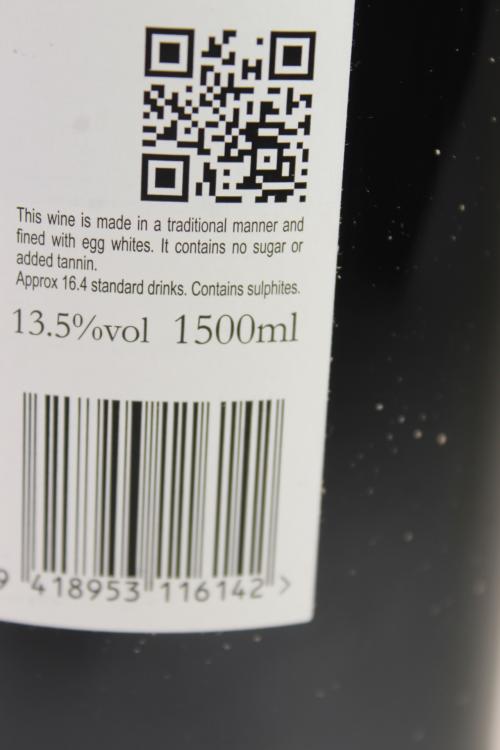 This wine is made in a traditional manner and
fined with egg whites. It contains no sugar or
added tannin.
Approx 16.4 standard drinks. Contains sulphites.
13.5%vol 1500ml
9 418953 116142 >